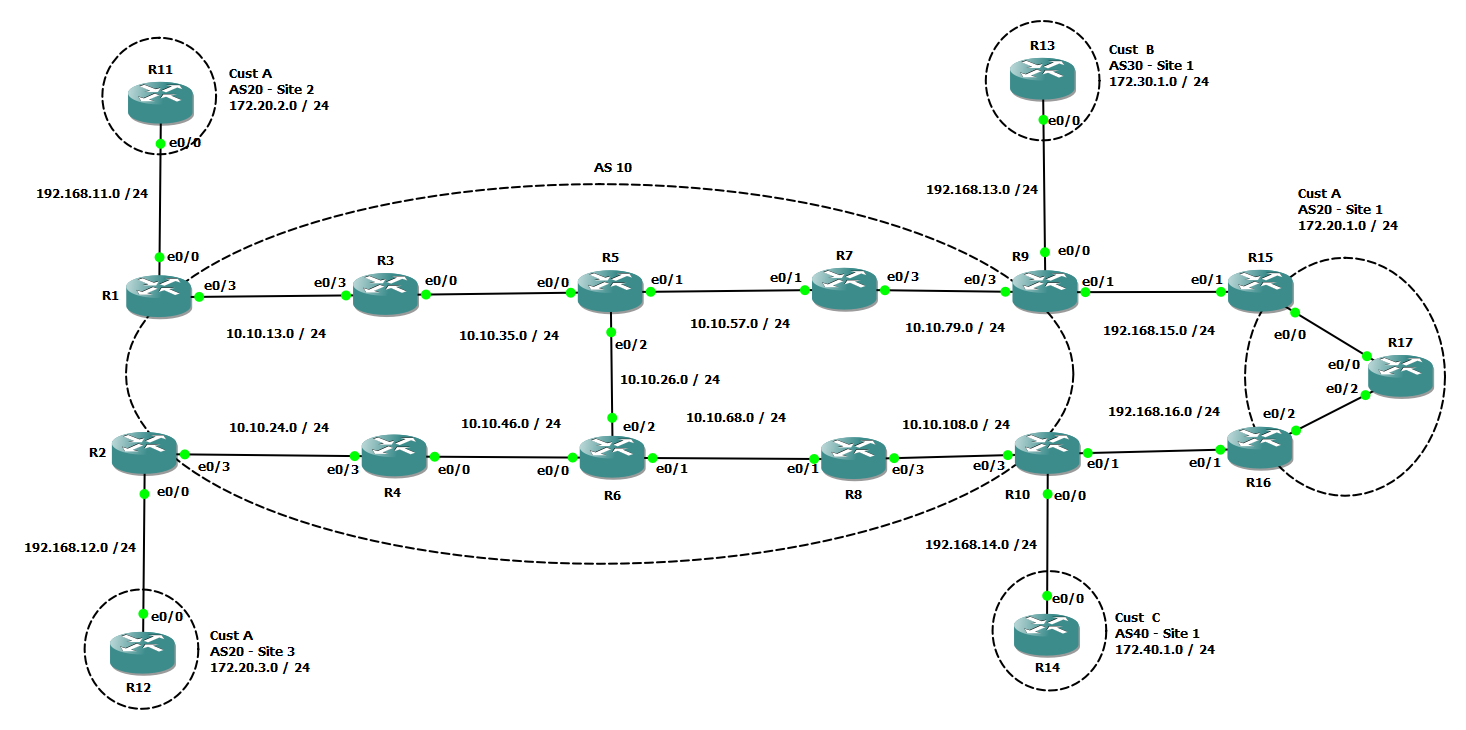 R11
Cust A
AS20 - Site 2
172.20.2.0 / 24
e0/0
192.168.11.0 /24
e0/0
R13
Cust  B
AS30 - Site 1
172.30.1.0 / 24
e0/0
192.168.13.0 /24
e0/0
AS 10
Cust A
AS20 - Site 1
172.20.1.0 / 24
R1
e0/3
10.10.13.0 / 24
e0/3
R3
e0/0
10.10.35.0 / 24
e0/0
R5
e0/1
10.10.57.0 / 24
e0/1
R7
e0/3
10.10.79.0 / 24
e0/3
R9
e0/1
192.168.15.0 /24
e0/1
R15
e0/0
e0/0
R17
e0/2
e0/2
10.10.26.0 / 24
e0/2
R2
e0/3
10.10.24.0 / 24
e0/3
R4
e0/0
10.10.46.0 / 24
e0/0
e0/2
R6
e0/1
10.10.68.0 / 24
e0/1
R8
e0/3
10.10.108.0 / 24
e0/3
R10
e0/1
192.168.16.0 /24
e0/1
R16
e0/0
192.168.12.0 /24
e0/0
R12
Cust A
AS20 - Site 3
172.20.3.0 / 24
e0/0
192.168.14.0 /24
e0/0
R14
Cust  C
AS40 - Site 1
172.40.1.0 / 24